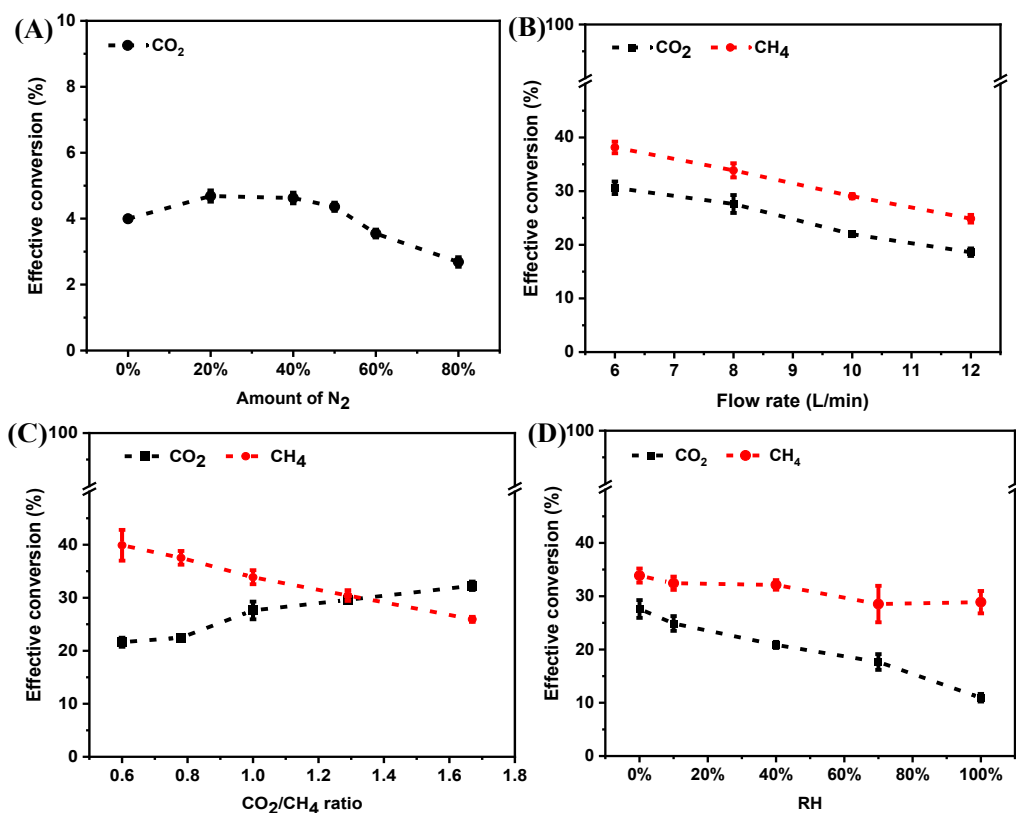 (A)
CO2
Effective conversion (%)
10
8
6
4
2
0
0% 20% 40% 60% 80%
Amount of N2
(B)
CO2 CH4
Effective conversion (%)
100
40
30
20
10
0
6 7 8 9 10 11 12
Flow rate (L/min)
(C)
CO2 CH4
Effective conversion (%)
100
40
30
20
10
0
0.6 0.8 1.0 1.2 1.4 1.6 1.8
CO2/CH4 ratio
(D)
CO2 CH4
Effective conversion (%)
100
40
30
20
10
0
0% 20% 40% 60% 80% 100%
RH